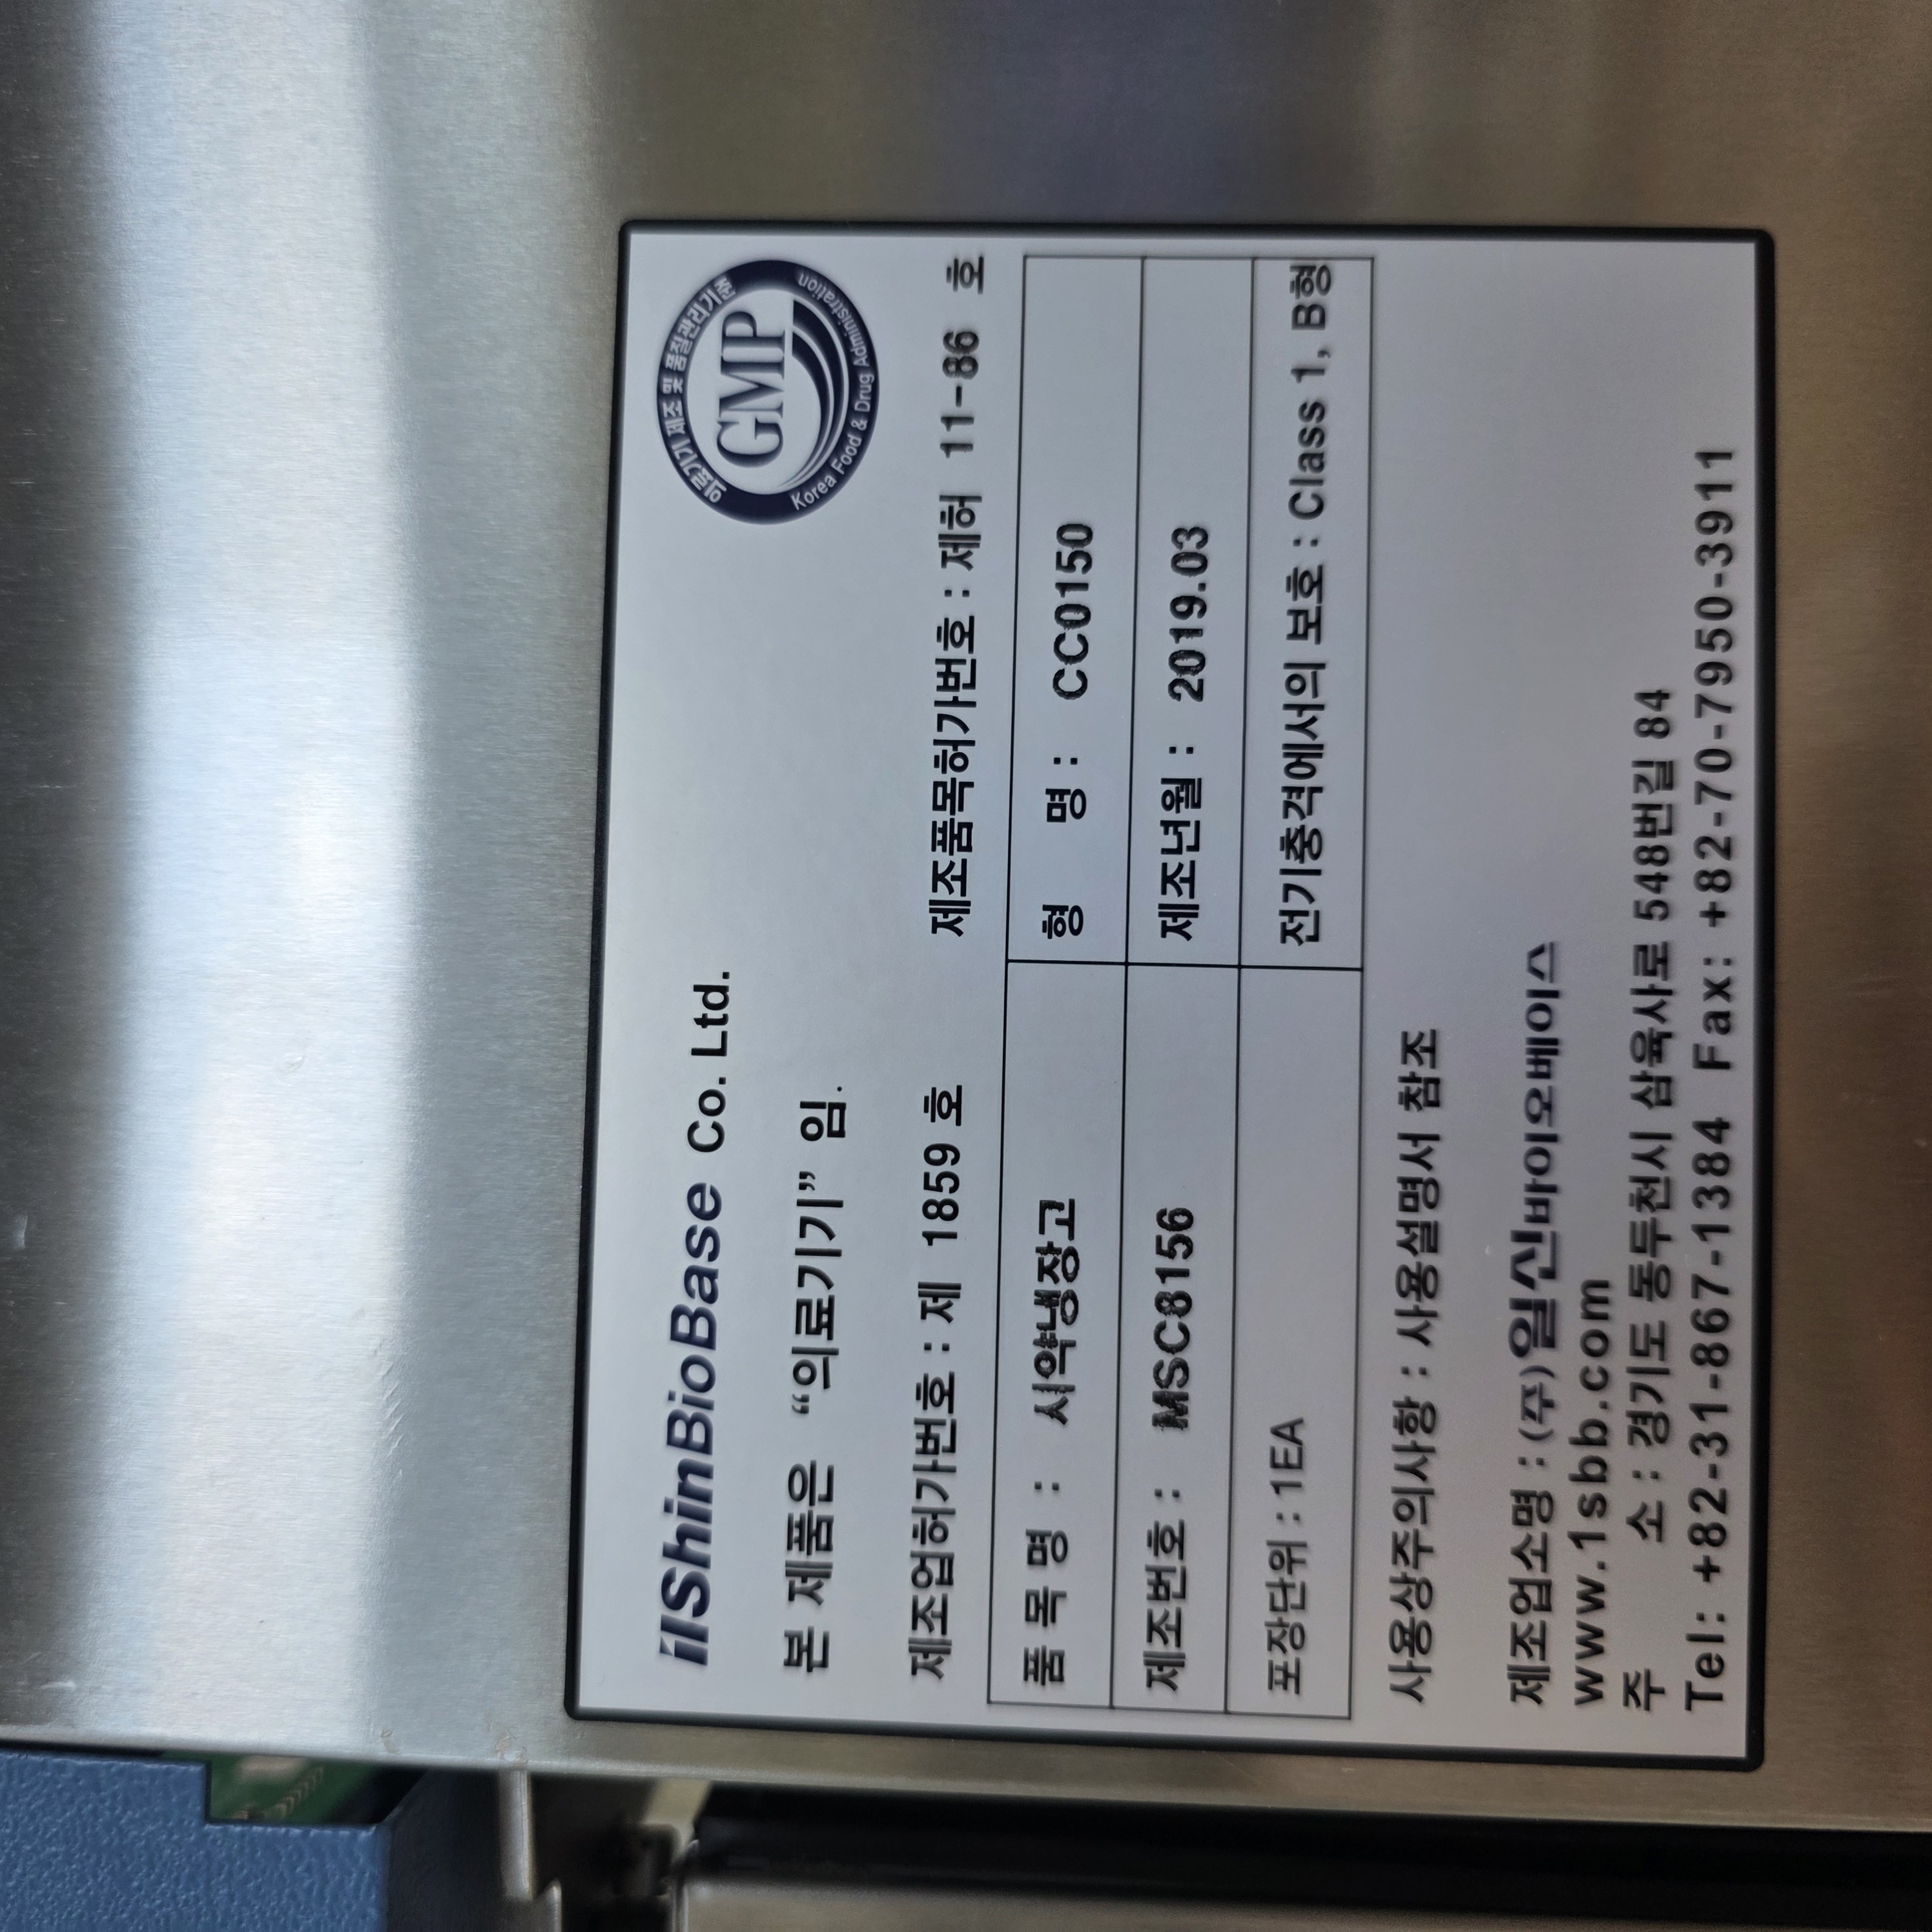 ilShinBioBase Co. Ltd.
의료기기 제조 및 품질관리기준
GMP
Korea Food & Drug Administration
본 제품은 “의료기기” 임.
제조업허가번호 : 제 1859 호 제조품목허가번호 : 제허 11-86 호
품 목 명 : 시약냉장고 형 명 : CC0150
제조번호 : MSC8156 제조년월 : 2019.03
포장단위 : 1EA 전기충격에서의 보호 : Class 1, B형
사용상주의사항 : 사용설명서 참조
제조업소명 : (주)일신바이오베이스
www.1sbb.com
주 소 : 경기도 동두천시 삼육사로 548번길 84
Tel: +82-31-867-1384 Fax: +82-70-7950-3911